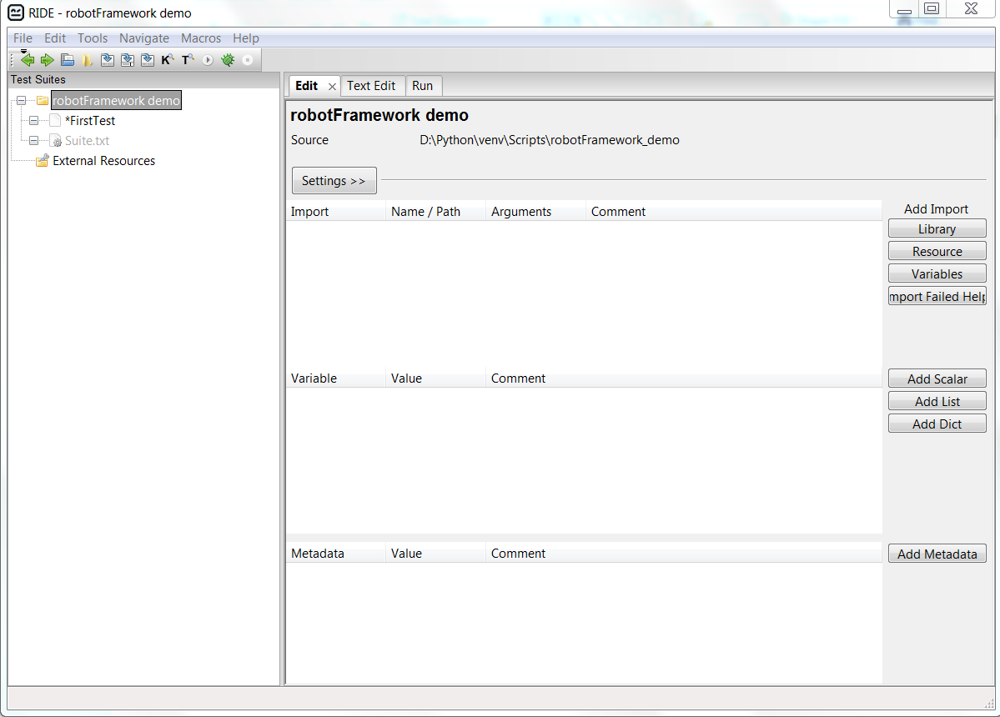 RIDE - robotFramework demo
File Edit Tools Navigate Macros Help
K T
Test Suites
robotFramework demo
*FirstTest
Suite.txt
External Resources
Edit Text Edit Run
robotFramework demo
Source D:\Python\venv\Scripts\robotFramework_demo
Settings >>
Import Name / Path Arguments Comment
Add Import
Library
Resource
Variables
mport Failed Help
Variable Value Comment
Add Scalar
Add List
Add Dict
Metadata Value Comment
Add Metadata